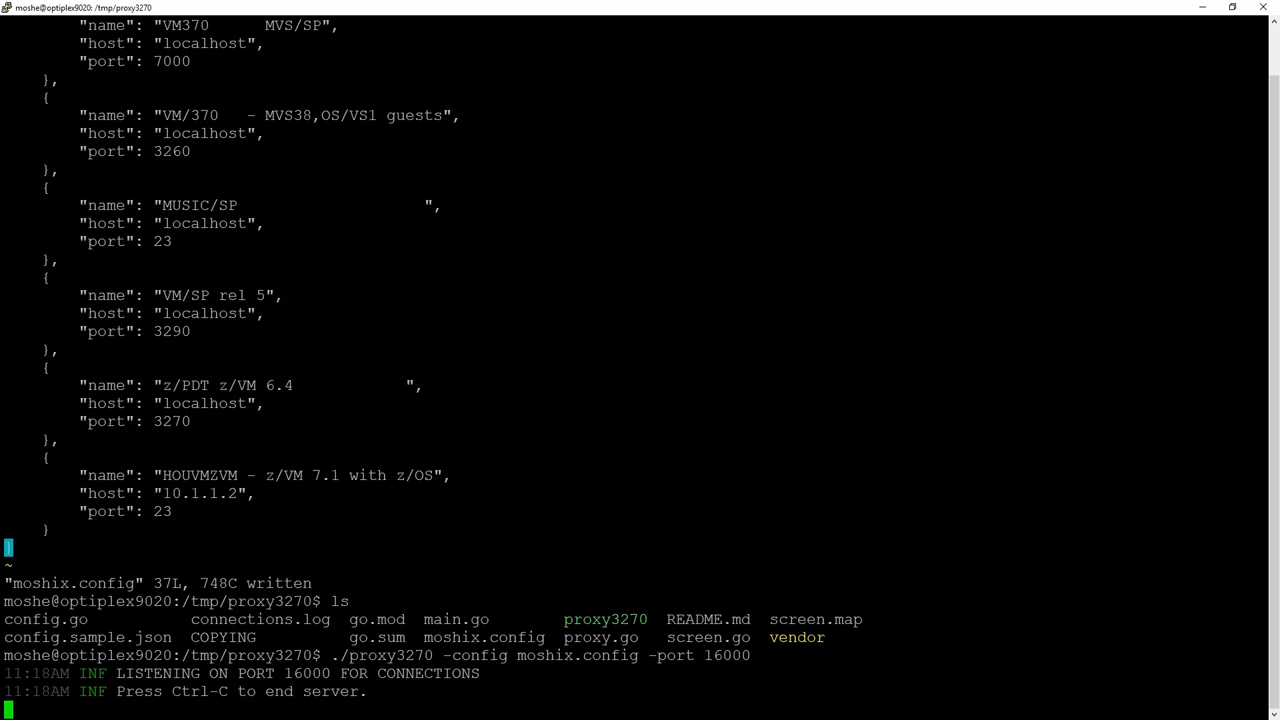 moshe@optiplex9020: /tmp/proxy3270
        "name": "VM370      MVS/SP",
        "host": "localhost",
        "port": 7000
    },
    {
        "name": "VM/370   - MVS38,OS/VS1 guests",
        "host": "localhost",
        "port": 3260
    },
    {
        "name": "MUSIC/SP                    ",
        "host": "localhost",
        "port": 23
    },
    {
        "name": "VM/SP rel 5",
        "host": "localhost",
        "port": 3290
    },
    {
        "name": "z/PDT z/VM 6.4            ",
        "host": "localhost",
        "port": 3270
    },
    {
        "name": "HOUVMZVM - z/VM 7.1 with z/OS",
        "host": "10.1.1.2",
        "port": 23
    }
]
~
"moshix.config" 37L, 748C written
moshe@optiplex9020:/tmp/proxy3270$ ls
config.go           connections.log  go.mod  main.go        proxy3270  README.md  screen.map
config.sample.json  COPYING          go.sum  moshix.config  proxy.go   screen.go  vendor
moshe@optiplex9020:/tmp/proxy3270$ ./proxy3270 -config moshix.config -port 16000
11:18AM INF LISTENING ON PORT 16000 FOR CONNECTIONS
11:18AM INF Press Ctrl-C to end server.